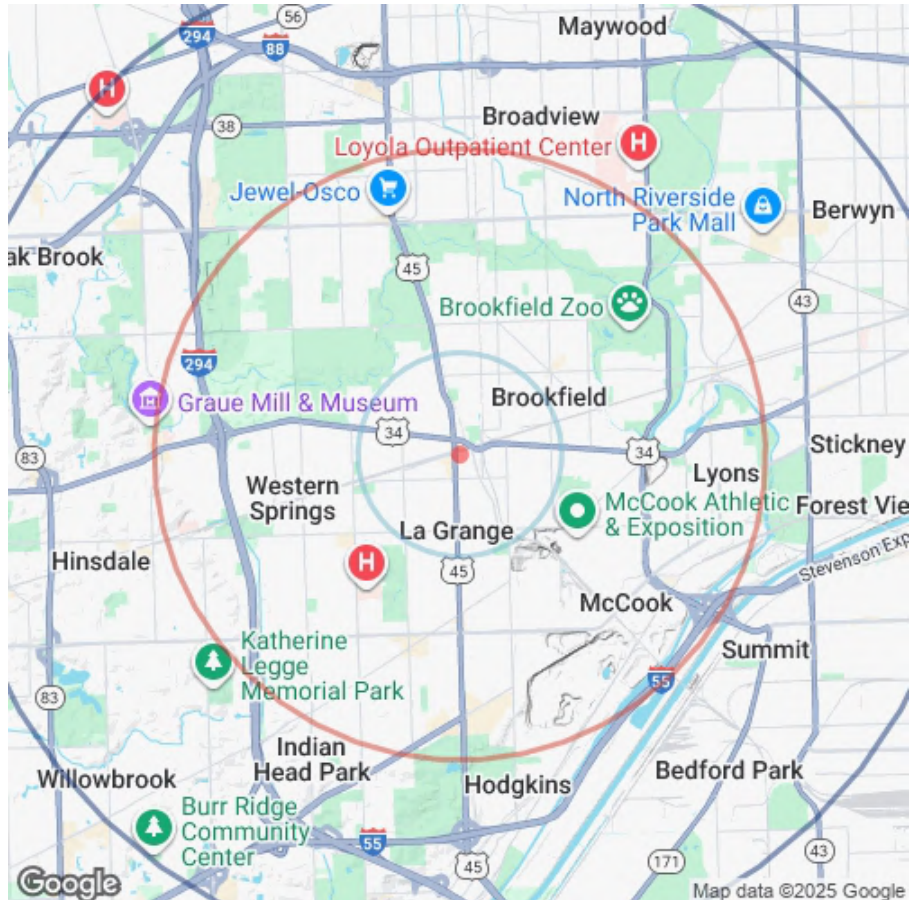 56
Maywood
294
88
H
Broadview
38
Loyola Outpatient Center
H
Jewel-Osco
North Riverside
Park Mall
Berwyn
ak Brook
45
43
Brookfield Zoo
294
Brookfield
Graue Mill & Museum
34
34
Stickney
83
Western
Springs
Lyons
McCook Athletic
& Exposition
Forest Vie
La Grange
Hinsdale
H
45
Stevenson Exp
McCook
Summit
Katherine
Legge
Memorial Park
55
83
Indian
Head Park
Willowbrook
Hodgkins
Bedford Park
Burr Ridge
Community
Center
55
45
171
43
Google
Map data ©2025 Google